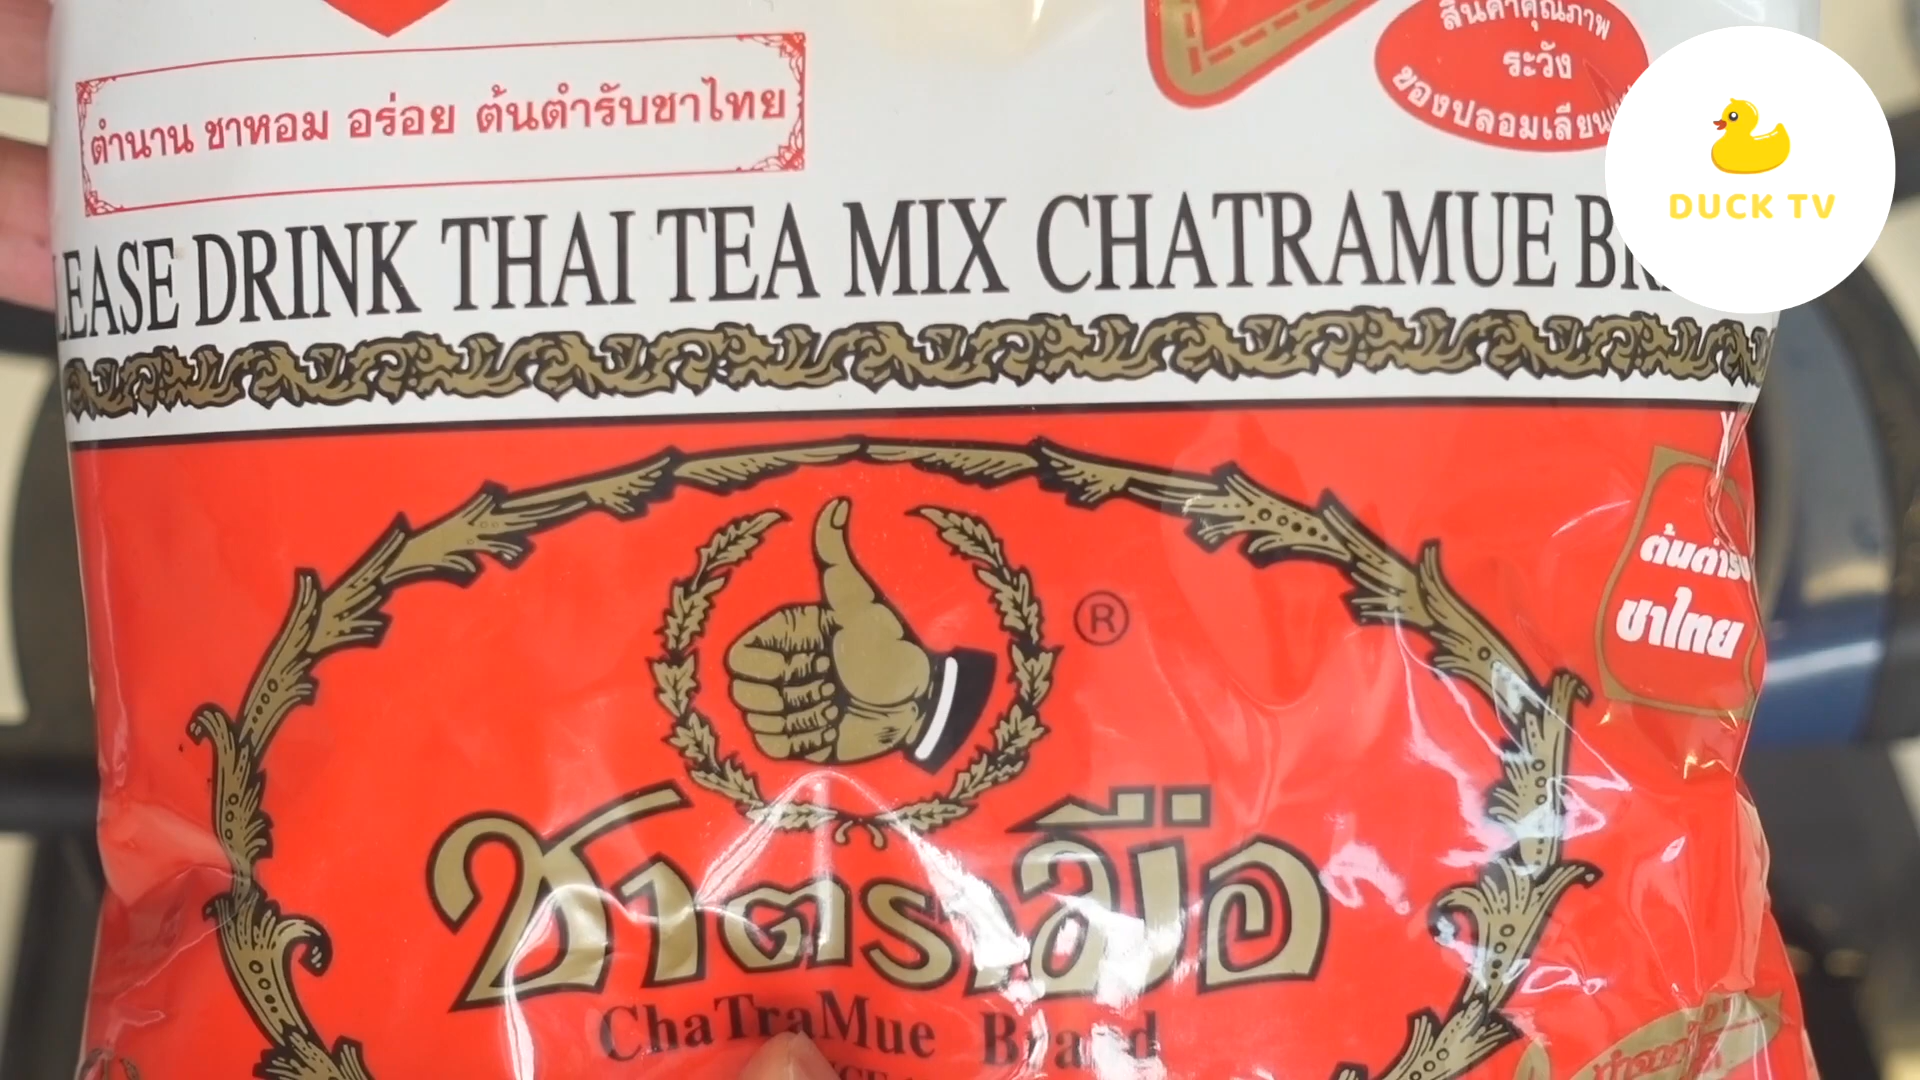 สินค้าคุณภาพ
ระวัง
ของปลอมเลียน
ตำนาน ชาหอม อร่อย ต้นตำรับชาไทย
DUCK TV
LEASE DRINK THAI TEA MIX CHATRAMUE
ต้นตำรับ
ชาไทย
®
ชาตรามือ
ChaTraMue Brand